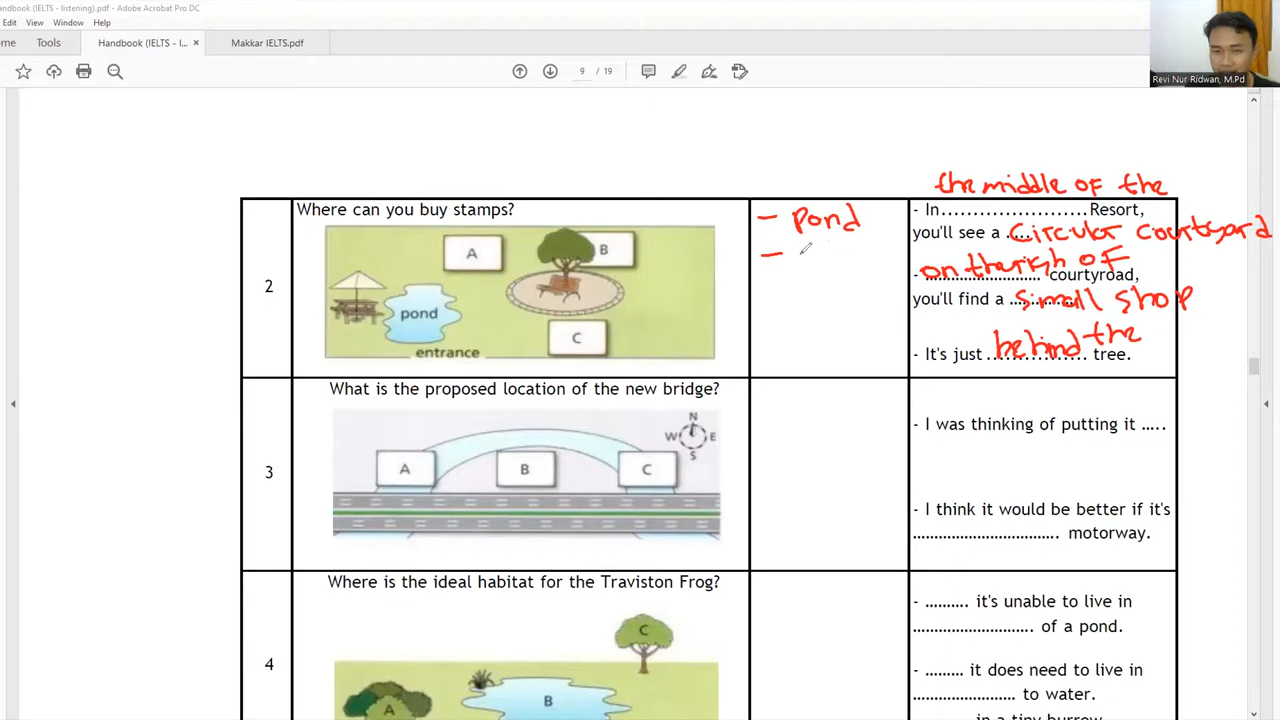 andbook (IELTS - listening).pdf - Adobe Acrobat Pro DC
Edit View Window Help
ome Tools Handbook (IELTS - l... × Makkar IELTS.pdf
9 / 19
Revi Nur Ridwan, M.Pd
the middle of the
2
Where can you buy stamps?
A
B
pond
C
entrance
- Pond
-
- In....................... Resort,
you'll see a ..... circular courtyard
on the righ of
- ....................... courtyroad,
you'll find a ............. small shop
behind the
- It's just .................... tree.
3
What is the proposed location of the new bridge?
N
W E
S
A B C
- I was thinking of putting it .....
- I think it would be better if it's
............................. motorway.
4
Where is the ideal habitat for the Traviston Frog?
C
A
B
- .......... it's unable to live in
........................ of a pond.
- ......... it does need to live in
..................... to water.
in a tiny burrow